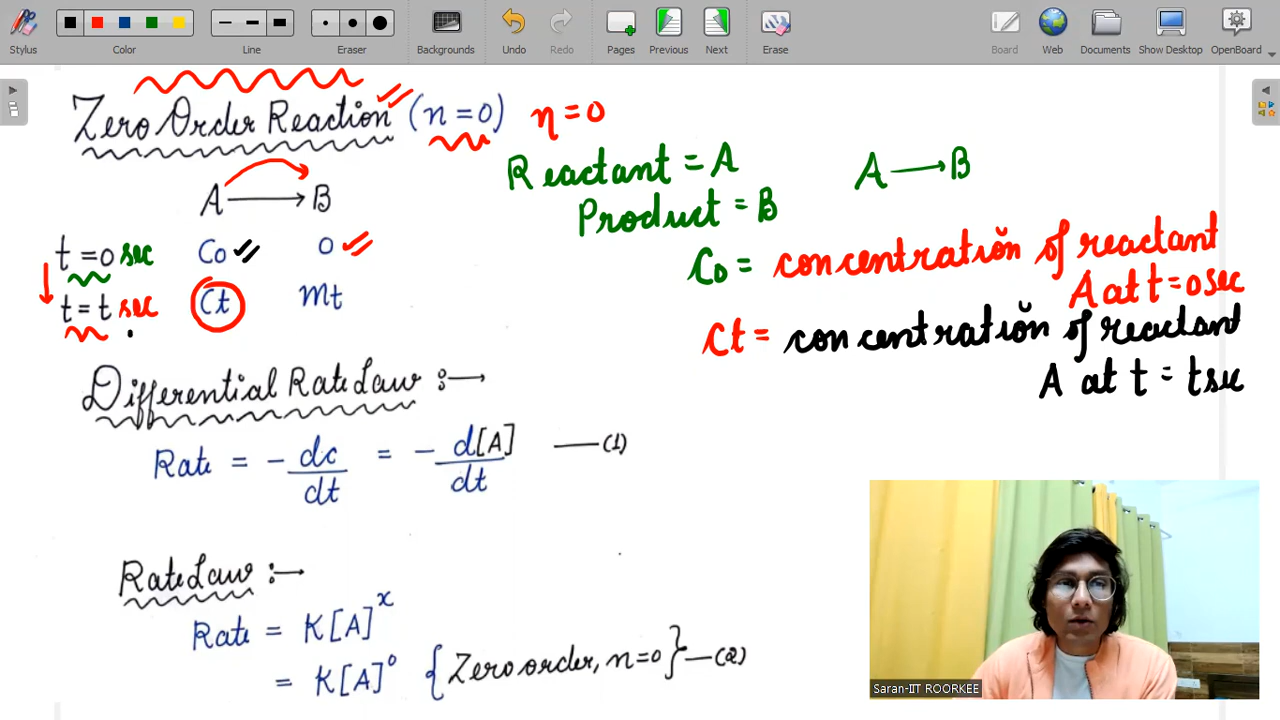 Stylus Color Line Eraser Backgrounds Undo Redo Pages Previous Next Erase Board Web Documents Show Desktop OpenBoard
Zero Order Reaction (n=0) n=0
A → B
t=0 sec Co 0
t=t sec Ct Mt
Reactant = A
Product = B
A → B
Co = concentration of reactant
A at t=0sec
Ct = concentration of reactant
A at t = tsec
Differential Rate Law :→
Rate = - dc/dt = - d[A]/dt —(1)
Rate Law :→
Rate = K[A]^x
= K[A]^0 {Zero order, n=0}—(2)
Saran-IIT ROORKEE